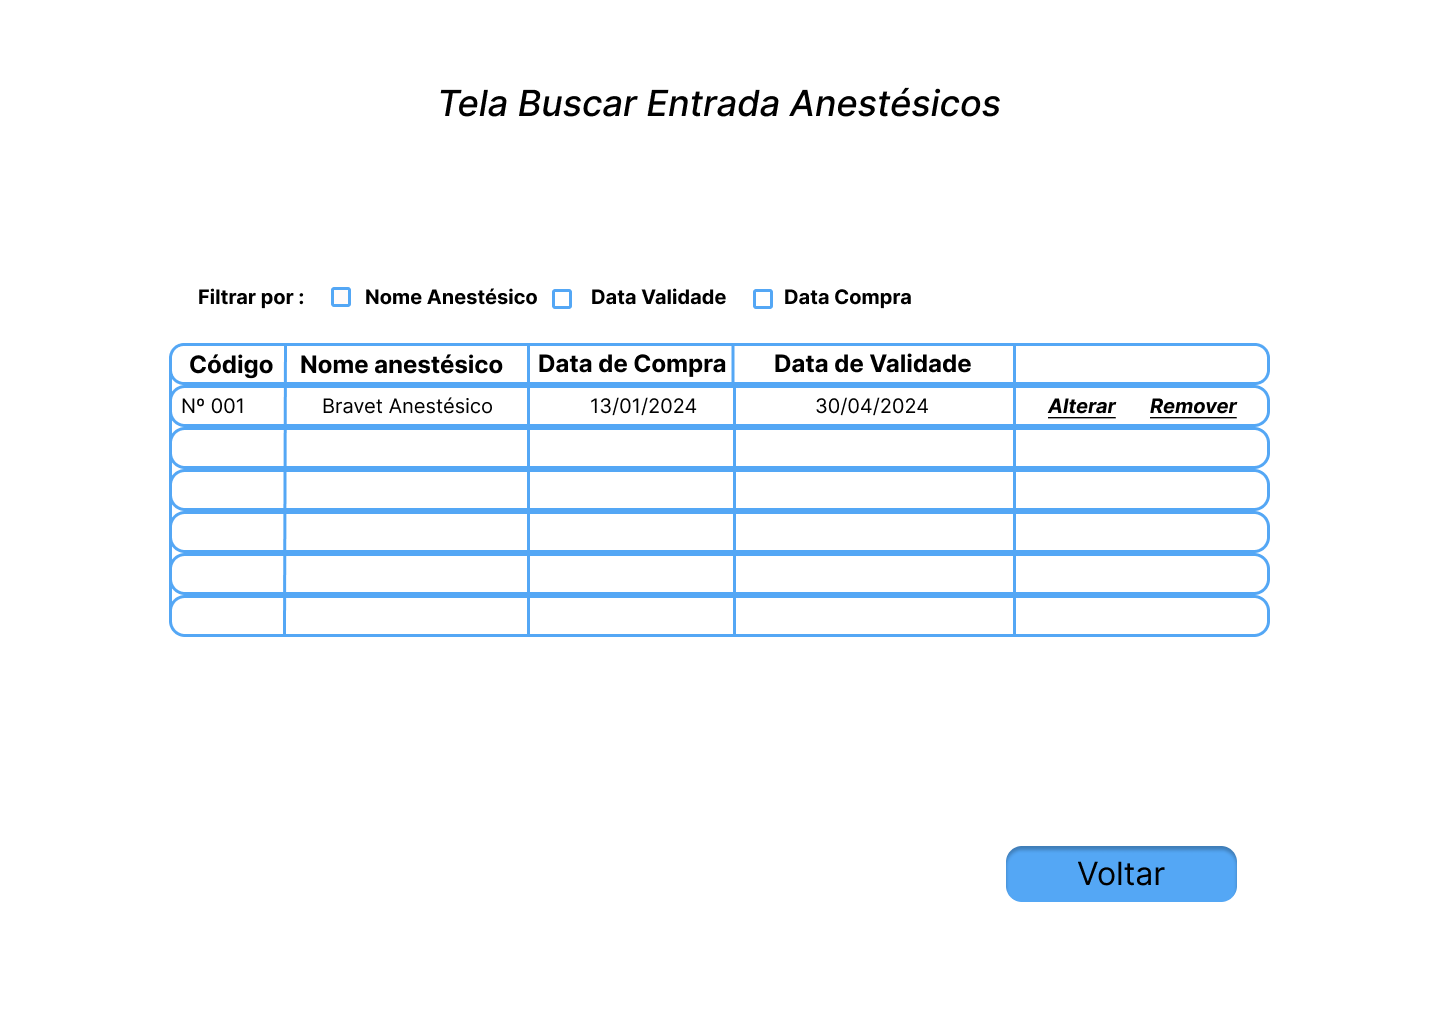 Tela Buscar Entrada Anestésicos
Filtrar por : Nome Anestésico Data Validade Data Compra
Código Nome anestésico Data de Compra Data de Validade
Nº 001 Bravet Anestésico 13/01/2024 30/04/2024 Alterar Remover
Voltar